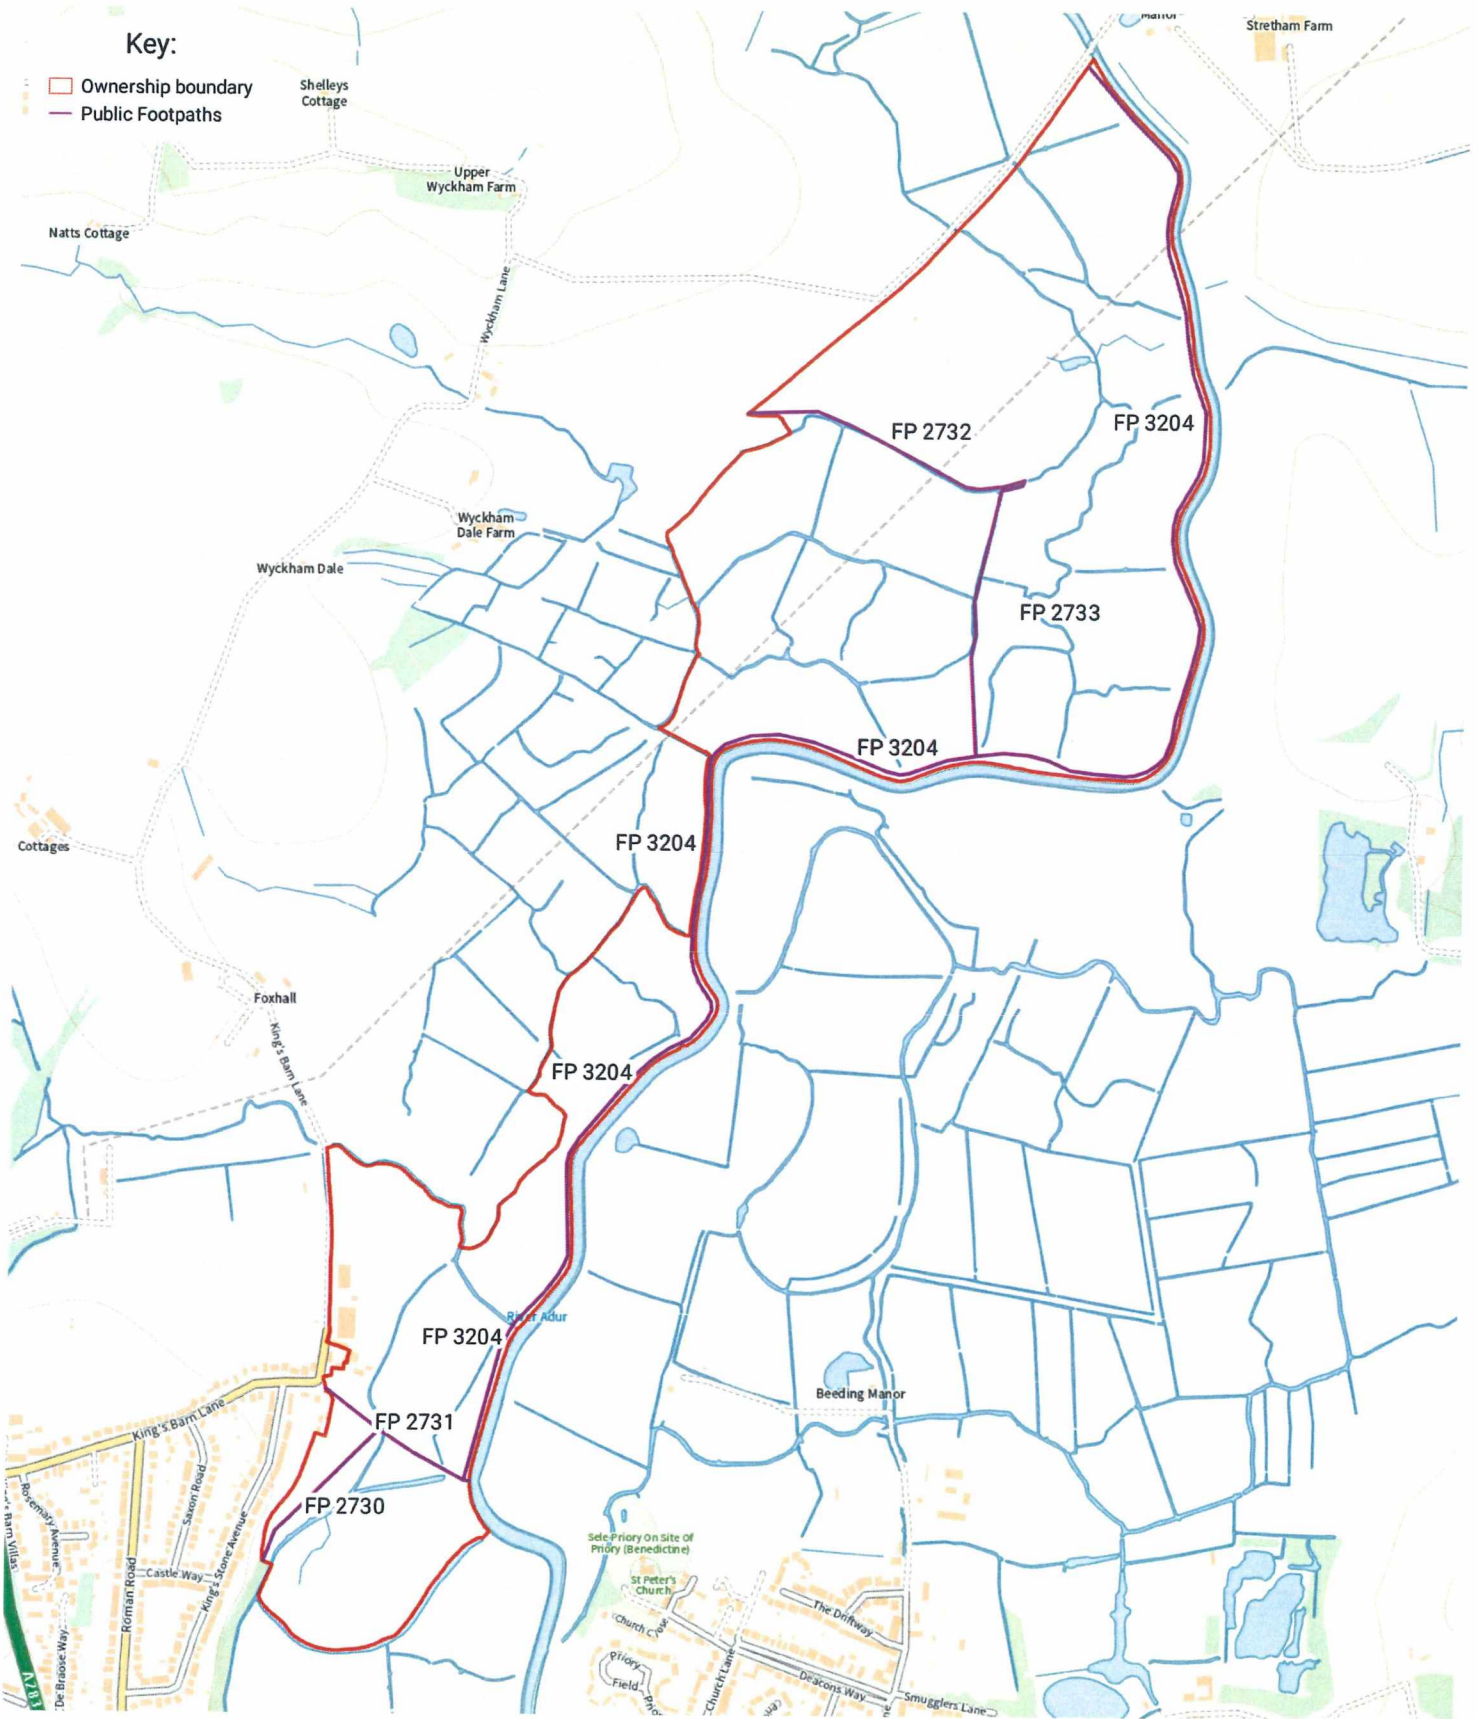 Key:
Ownership boundary
Public Footpaths
Manor
Stretham Farm
Shelleys
Cottage
Upper
Wyckham Farm
Natts Cottage
Wyckham Lane
FP 2732
FP 3204
Wyckham
Dale Farm
Wyckham Dale
FP 2733
FP 3204
FP 3204
Cottages
Foxhall
King's Barn Lane
FP 3204
River Adur
FP 3204
Beeding Manor
King's Barn Lane
FP 2731
Saxon Road
Rosemary Avenue
FP 2730
King's Stone Avenue
Sele Priory On Site Of
Priory (Benedictine)
Castle Way
Roman Road
St Peter's
Church
The Driftway
Church Close
De Braose Way
A283
Priory
Field
Church Lane
Deacons Way
Smugglers Lane